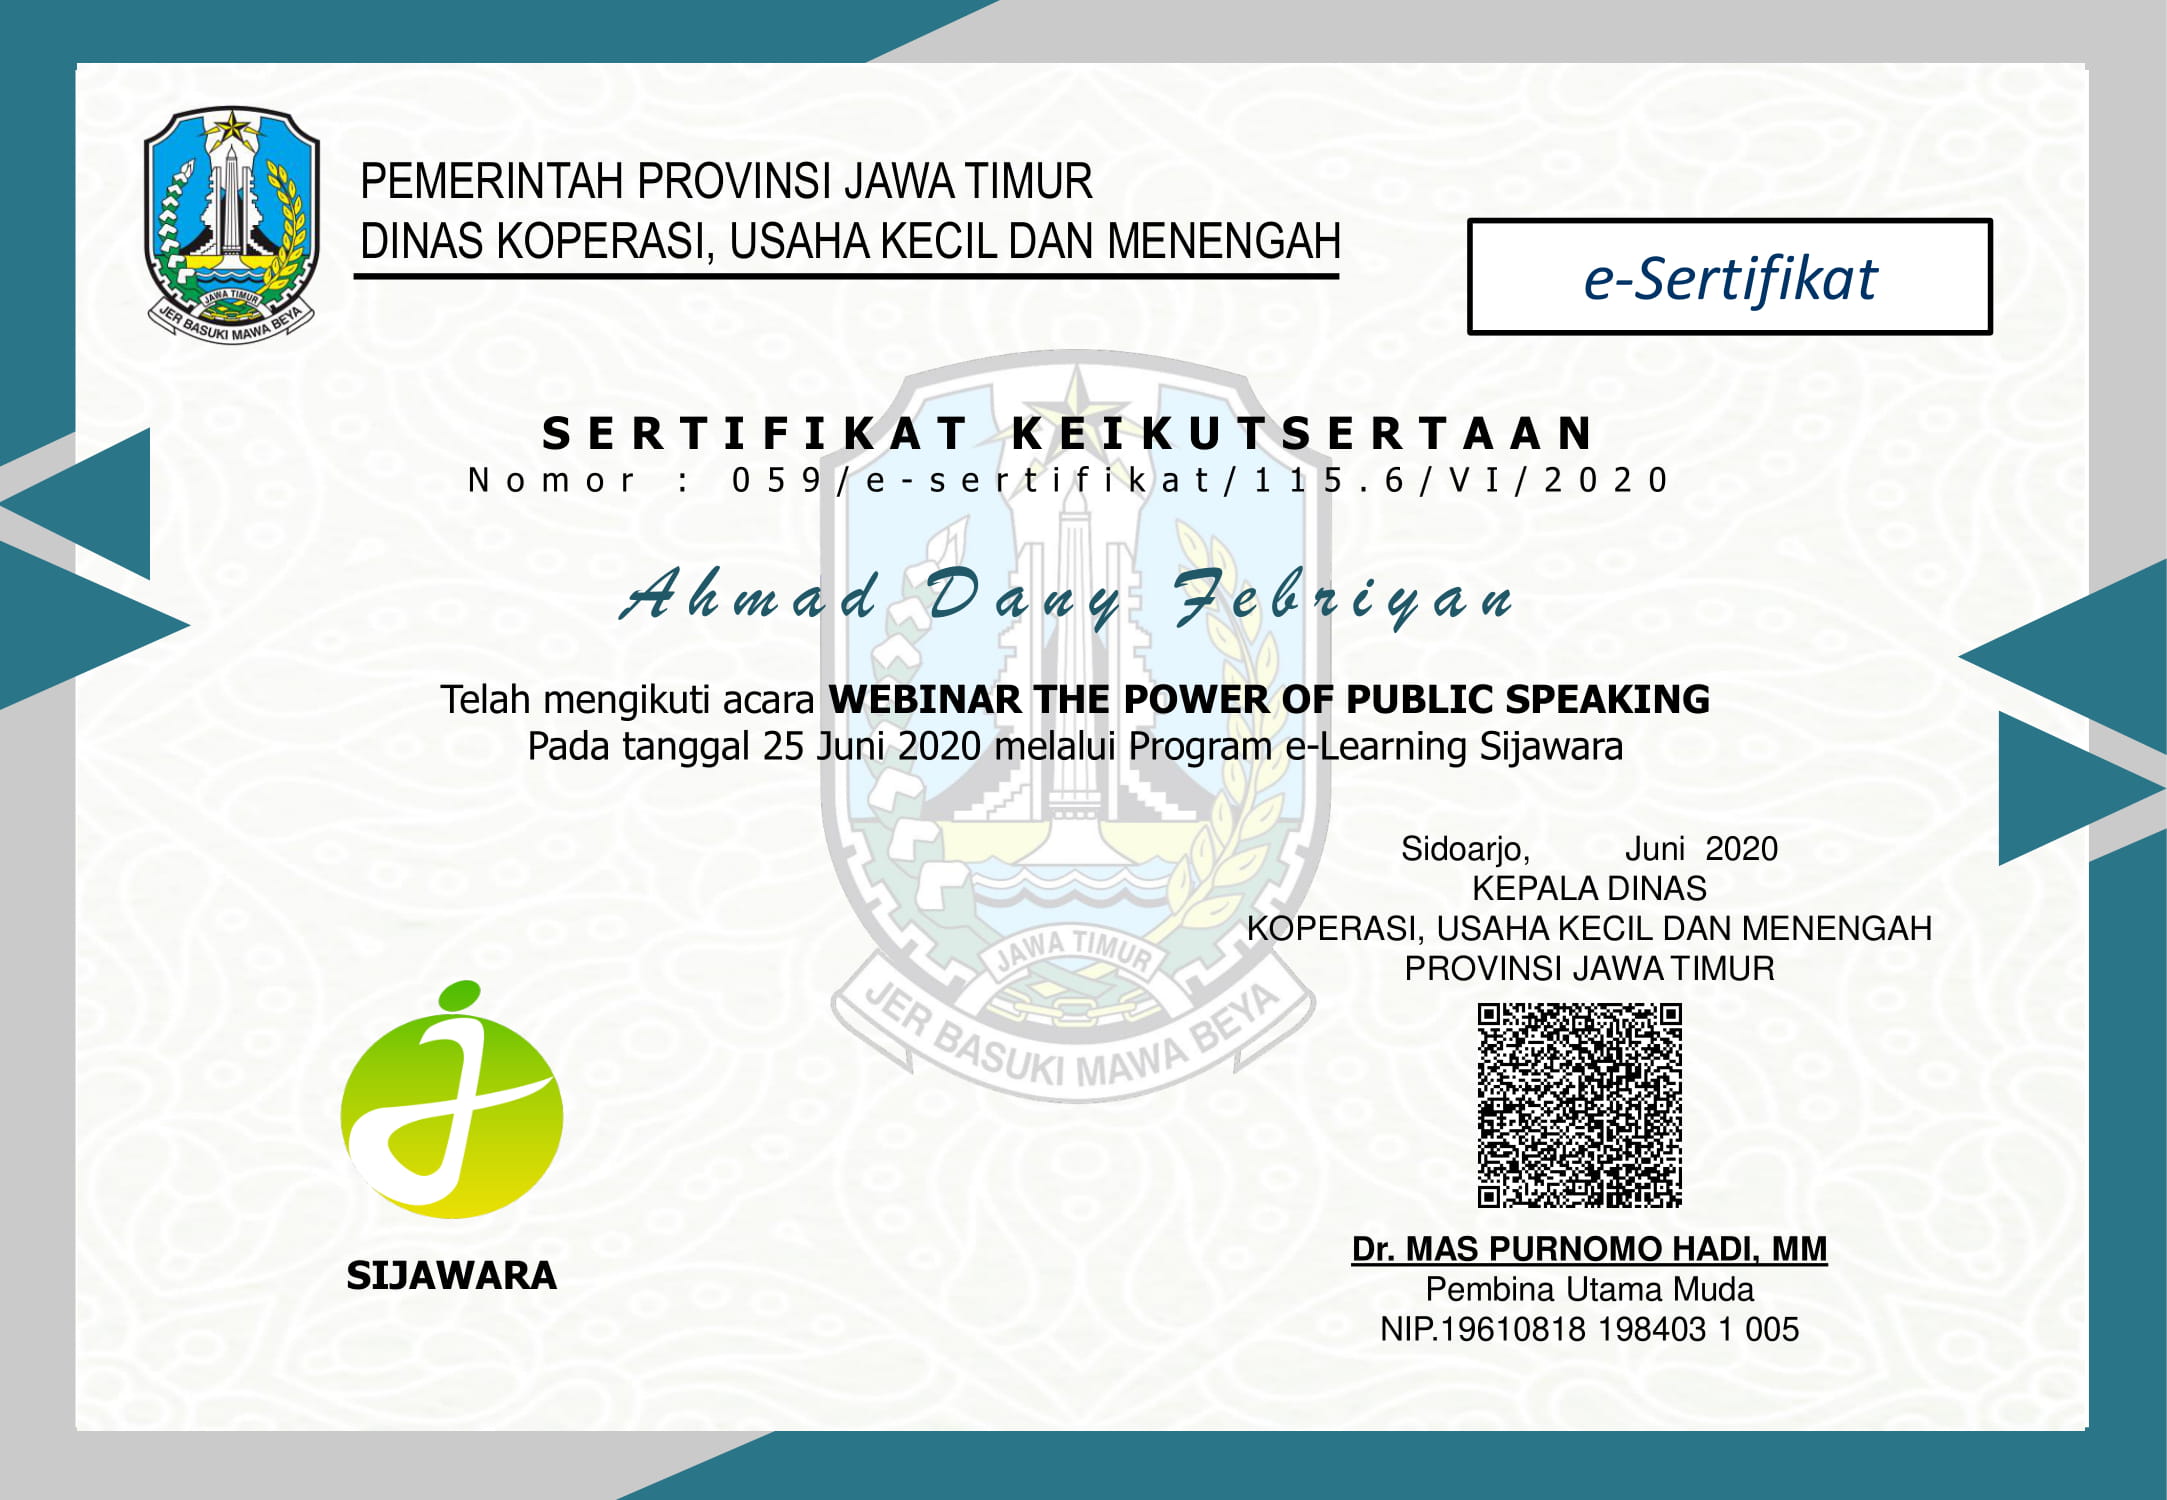 PEMERINTAH PROVINSI JAWA TIMUR
DINAS KOPERASI, USAHA KECIL DAN MENENGAH
JAWA TIMUR
JER BASUKI MAWA BEYA
e-Sertifikat
SERTIFIKAT KEIKUTSERTAAN
Nomor : 059/e-sertifikat/115.6/VI/2020
Ahmad Dany Febriyan
Telah mengikuti acara WEBINAR THE POWER OF PUBLIC SPEAKING
Pada tanggal 25 Juni 2020 melalui Program e-Learning Sijawara
JAWA TIMUR
JER BASUKI MAWA BEYA
Sidoarjo, Juni 2020
KEPALA DINAS
KOPERASI, USAHA KECIL DAN MENENGAH
PROVINSI JAWA TIMUR
SIJAWARA
Dr. MAS PURNOMO HADI, MM
Pembina Utama Muda
NIP.19610818 198403 1 005